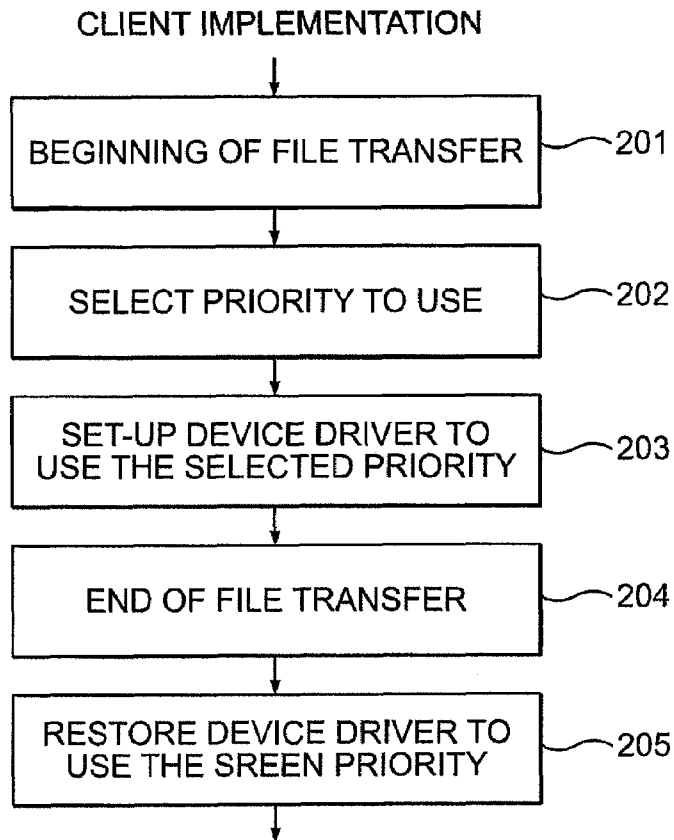 CLIENT IMPLEMENTATION
BEGINNING OF FILE TRANSFER
201
SELECT PRIORITY TO USE
202
SET-UP DEVICE DRIVER TO
USE THE SELECTED PRIORITY
203
END OF FILE TRANSFER
204
RESTORE DEVICE DRIVER TO
USE THE SREEN PRIORITY
205